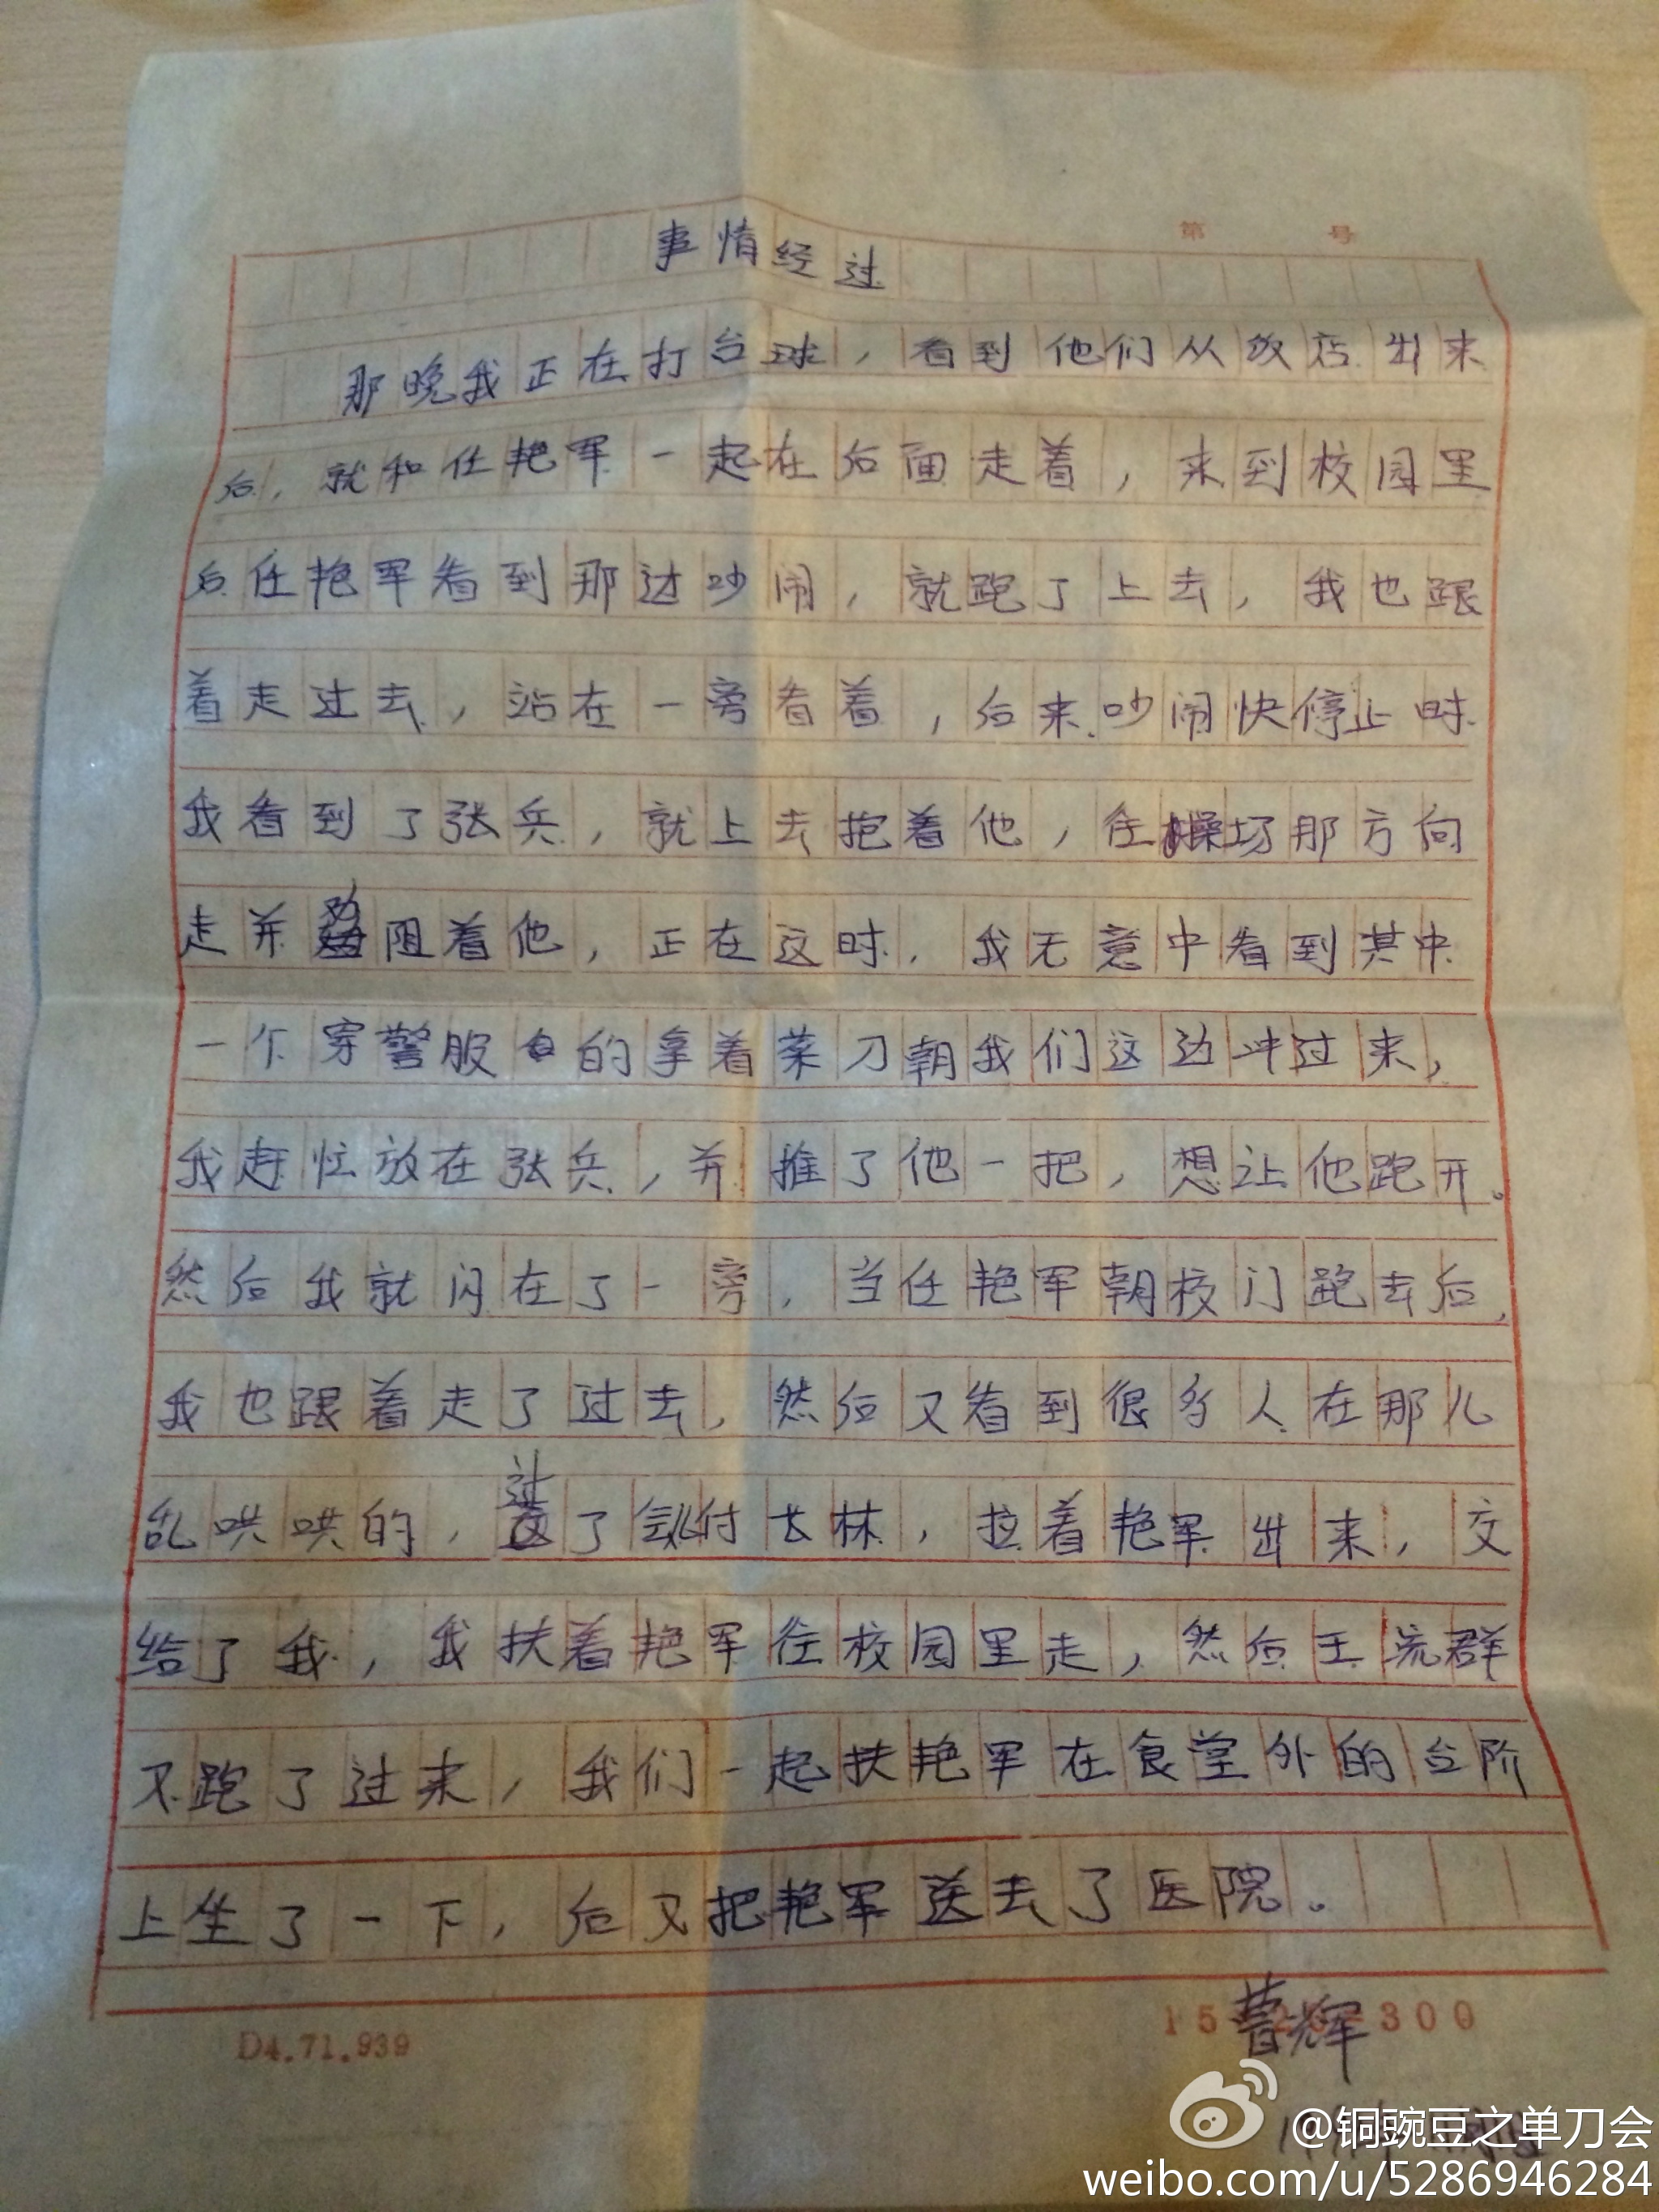 第 号
事情经过
那晚我正在打台球，看到他们从放店出来
后，就和任艳军一起在后面走着，来到校园里
后任艳军看到那边吵闹，就跑了上去，我也跟
着走过去，站在一旁看着，后来吵闹快停止时
我看到了张兵，就上去抱着他，往操场那方向
走并劝阻着他，正在这时，我无意中看到其中
一个穿警服的拿着菜刀朝我们这边冲过来，
我赶忙放在张兵，并推了他一把，想让他跑开。
然后我就闪在了一旁，当任艳军朝校门跑去后，
我也跟着走了过去，然后又看到很多人在那儿
乱哄哄的，过了会儿付长林，拉着艳军出来，交
给了我，我扶着艳军往校园里走，然后王流群
又跑了过来，我们一起扶艳军在食堂外的台阶
上坐了一下，后又把艳军送去了医院。
15 300
曹辉
D4.71.939
@铜豌豆之单刀会
weibo.com/u/5286946284